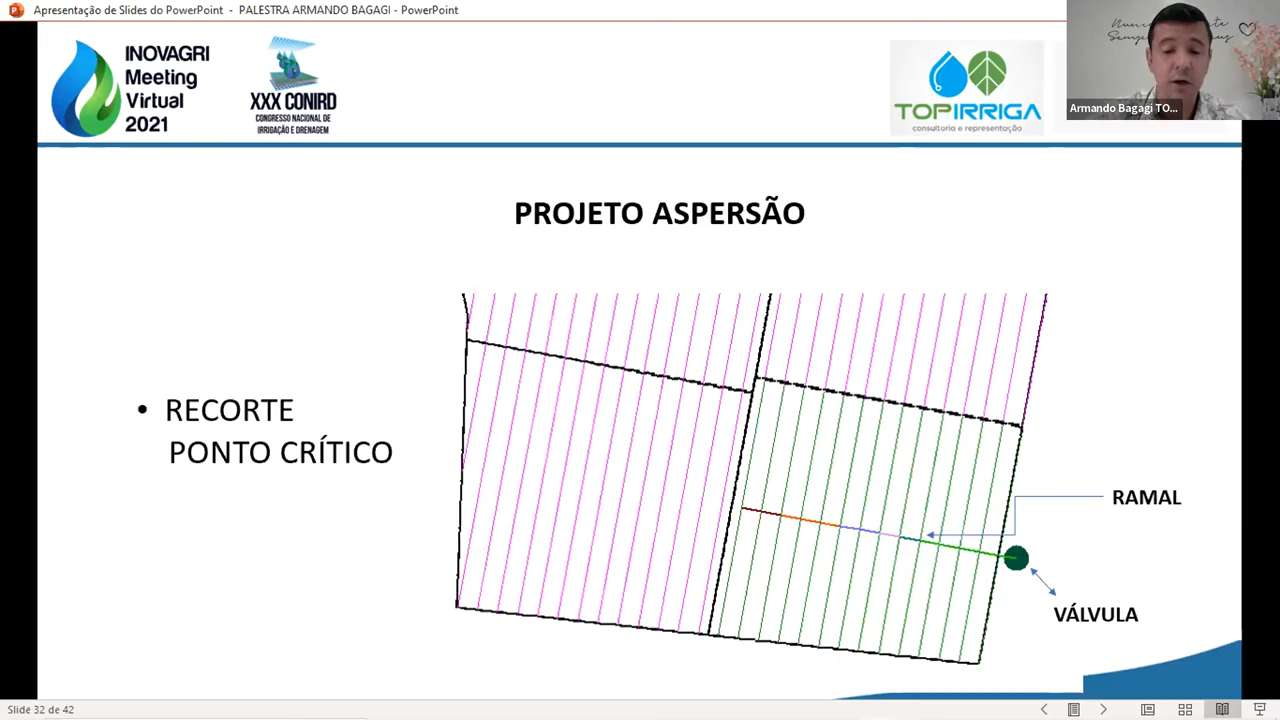 Apresentação de Slides do PowerPoint - PALESTRA ARMANDO BAGAGI - PowerPoint
INOVAGRI
Meeting
Virtual
2021
XXX CONIRD
CONGRESSO NACIONAL DE
IRRIGAÇÃO E DRENAGEM
TOPIRRIGA
consultoria e representação
Armando Bagagi TO...
PROJETO ASPERSÃO
• RECORTE
PONTO CRÍTICO
RAMAL
VÁLVULA
Slide 32 de 42